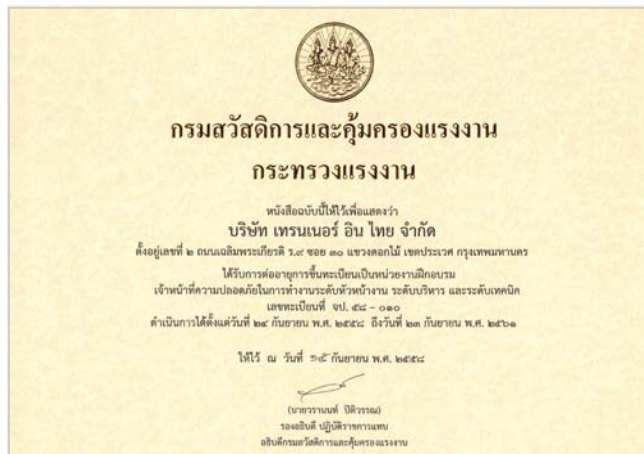 กรมสวัสดิการและคุ้มครองแรงงาน
กระทรวงแรงงาน
หนังสือฉบับนี้ให้ไว้เพื่อแสดงว่า
บริษัท เทรนเนอร์ อิน ไทย จำกัด
ตั้งอยู่เลขที่ ๒ ถนนเฉลิมพระเกียรติ ร.๙ ซอย ๓๐ แขวงดอกไม้ เขตประเวศ กรุงเทพมหานคร
ได้รับการต่ออายุการขึ้นทะเบียนเป็นหน่วยงานฝึกอบรม
เจ้าหน้าที่ความปลอดภัยในการทำงานระดับหัวหน้างาน ระดับบริหาร และระดับเทคนิค
เลขทะเบียนที่ จป. ๕๘ – ๐๑๐
ดำเนินการได้ตั้งแต่วันที่ ๒๔ กันยายน พ.ศ. ๒๕๕๘ ถึงวันที่ ๒๓ กันยายน พ.ศ. ๒๕๖๑
ให้ไว้ ณ วันที่ ๑๕ กันยายน พ.ศ. ๒๕๕๘
(นายวรานนท์ ปีติวรรณ)
รองอธิบดี ปฏิบัติราชการแทน
อธิบดีกรมสวัสดิการและคุ้มครองแรงงาน